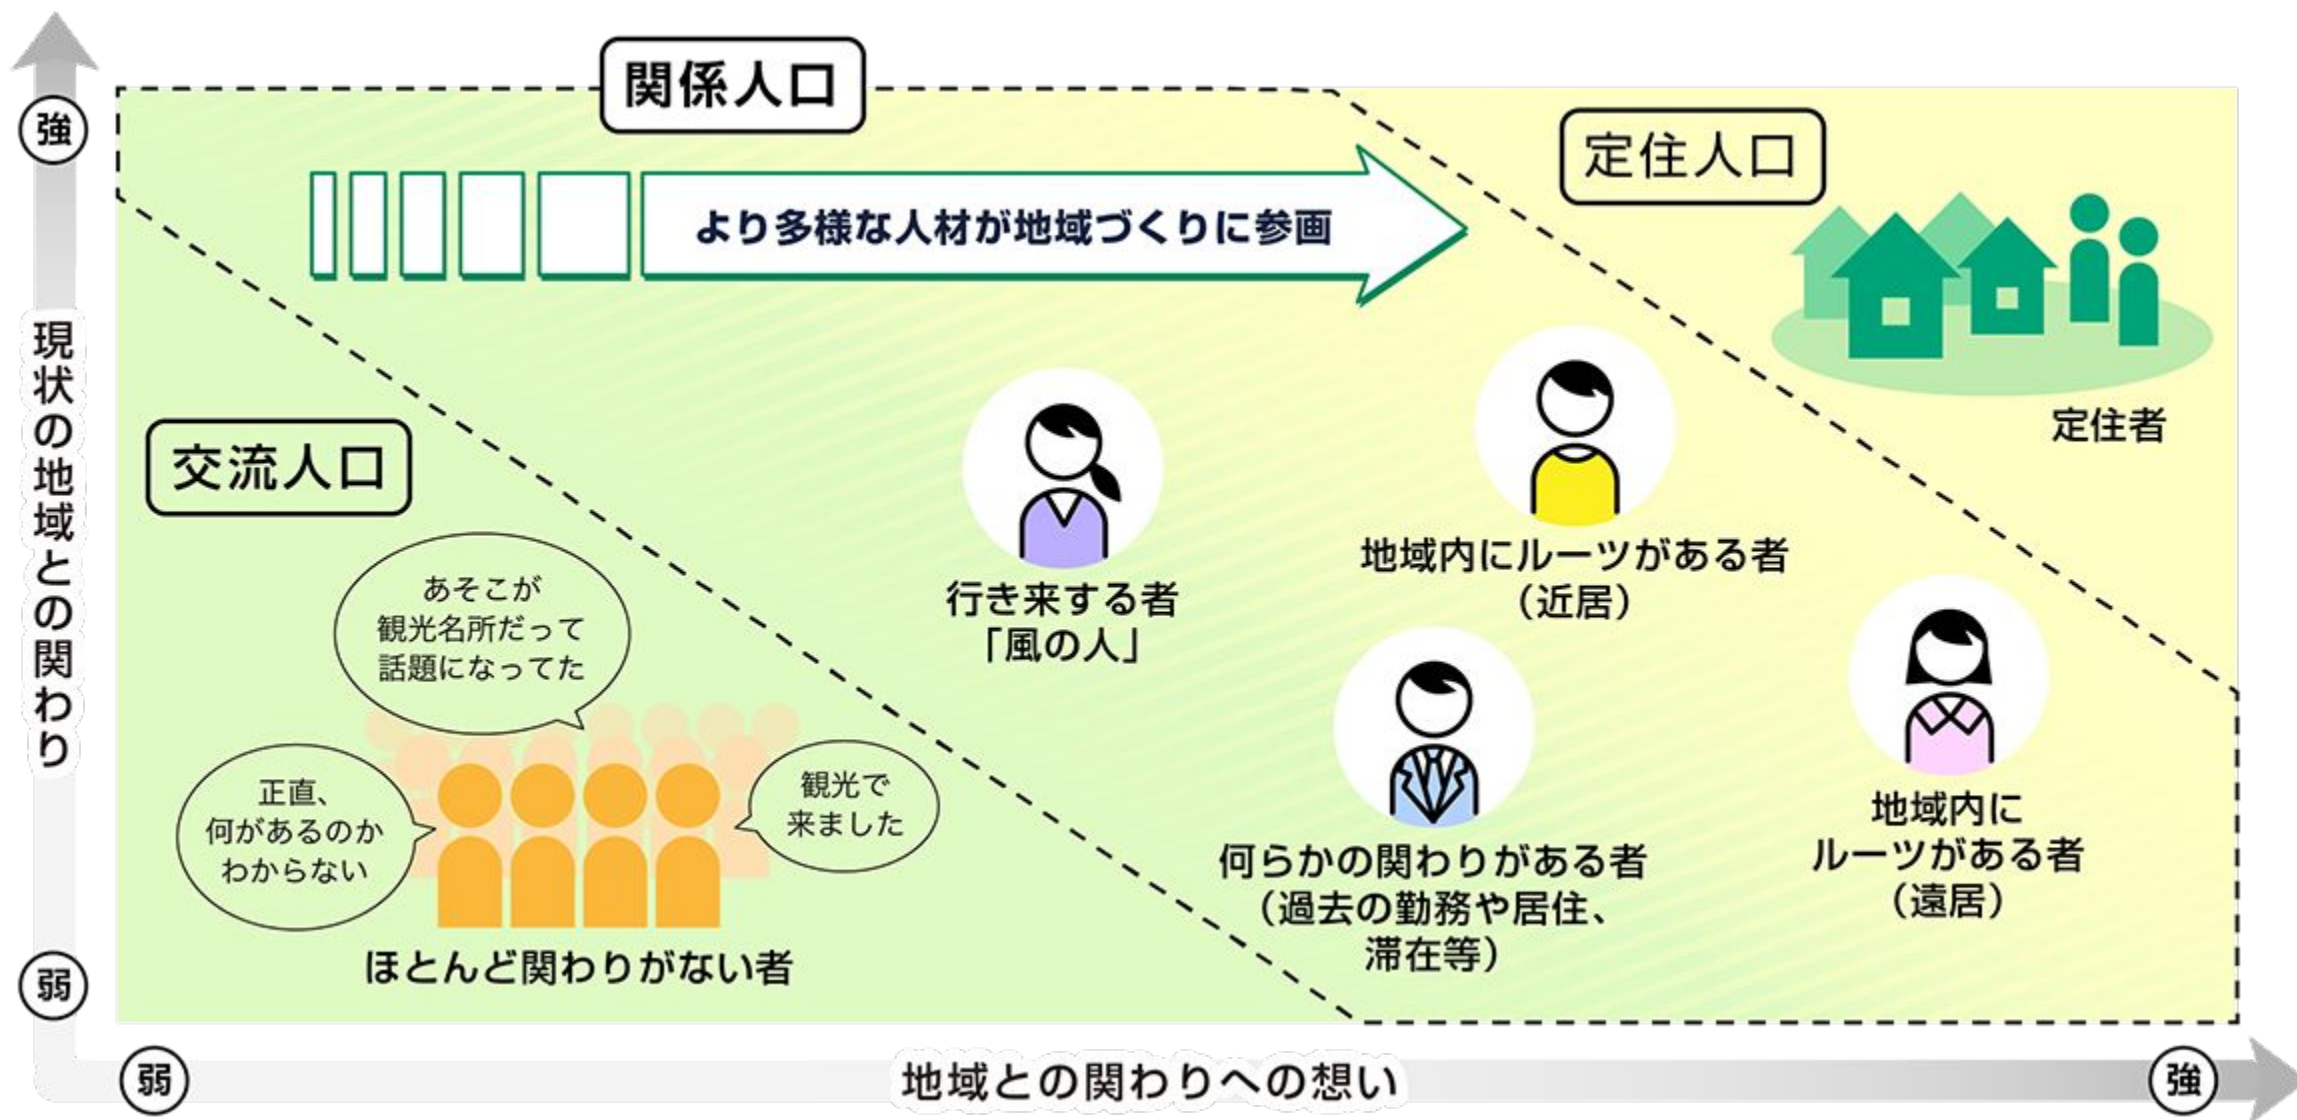 関係人口
定住人口
強
より多様な人材が地域づくりに参画
現状の地域との関わり
定住者
交流人口
あそこが
観光名所だって
話題になってた
行き来する者
「風の人」
地域内にルーツがある者
（近居）
正直、
何があるのか
わからない
観光で
来ました
ほとんど関わりがない者
何らかの関わりがある者
（過去の勤務や居住、
滞在等）
地域内に
ルーツがある者
（遠居）
弱
弱
地域との関わりへの想い
強